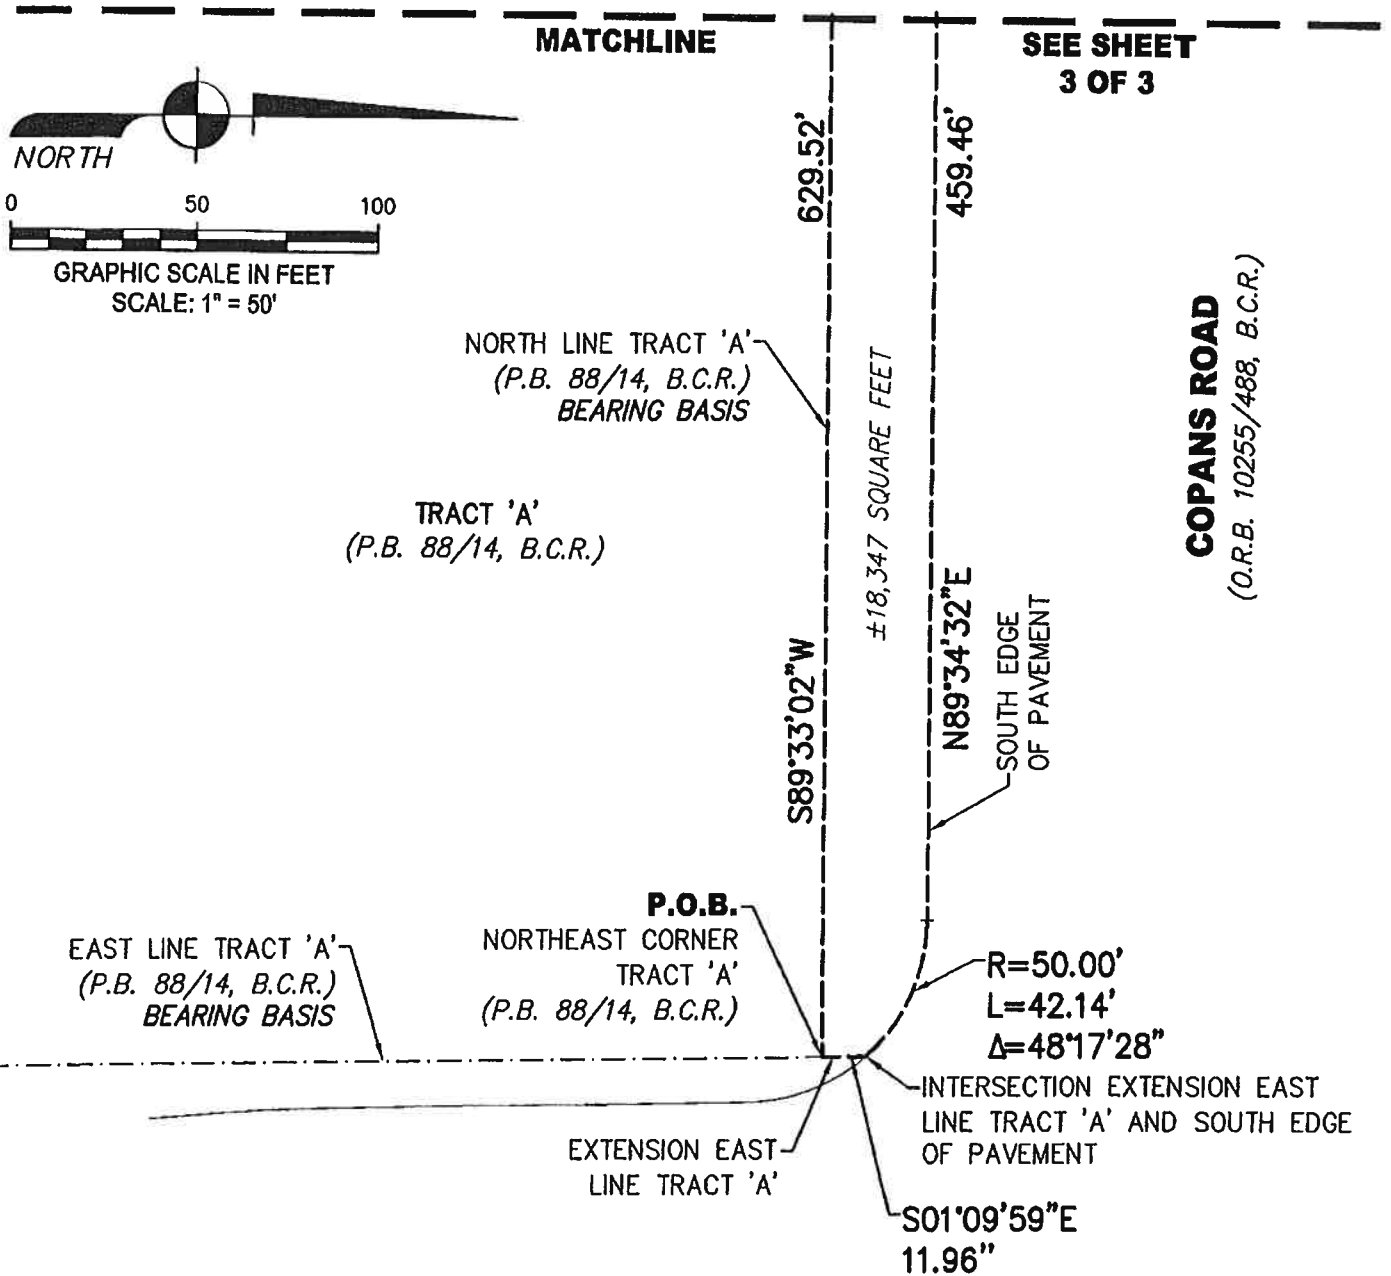 MATCHLINE
SEE SHEET
3 OF 3
NORTH
0 50 100
GRAPHIC SCALE IN FEET
SCALE: 1" = 50'
629.52'
459.46'
NORTH LINE TRACT 'A'
(P.B. 88/14, B.C.R.)
BEARING BASIS
±18,347 SQUARE FEET
COPANS ROAD
(O.R.B. 10255/488, B.C.R.)
TRACT 'A'
(P.B. 88/14, B.C.R.)
S89°33'02"W
N89°34'32"E
SOUTH EDGE
OF PAVEMENT
P.O.B.
NORTHEAST CORNER
TRACT 'A'
(P.B. 88/14, B.C.R.)
EAST LINE TRACT 'A'
(P.B. 88/14, B.C.R.)
BEARING BASIS
R=50.00'
L=42.14'
Δ=48°17'28"
INTERSECTION EXTENSION EAST
LINE TRACT 'A' AND SOUTH EDGE
OF PAVEMENT
EXTENSION EAST
LINE TRACT 'A'
S01°09'59"E
11.96"